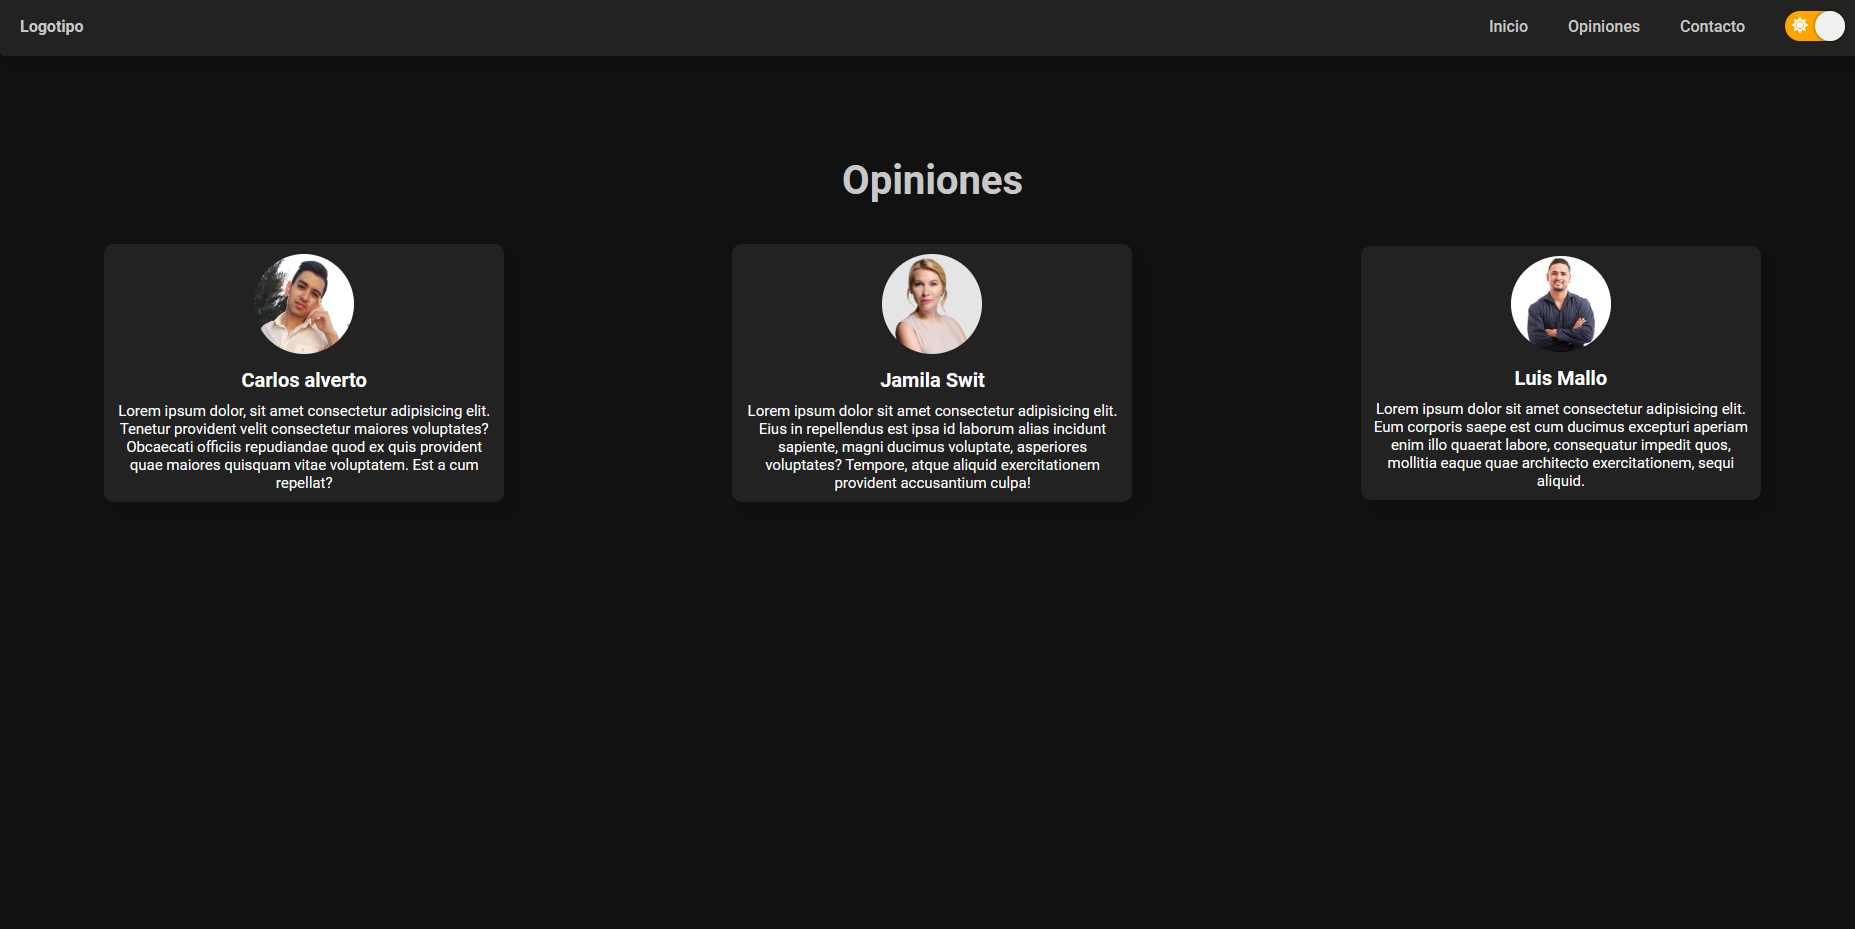 Logotipo
Inicio
Opiniones
Contacto
Opiniones
Carlos alverto
Lorem ipsum dolor, sit amet consectetur adipisicing elit.
Tenetur provident velit consectetur maiores voluptates?
Obcaecati officiis repudiandae quod ex quis provident
quae maiores quisquam vitae voluptatem. Est a cum
repellat?
Jamila Swit
Lorem ipsum dolor sit amet consectetur adipisicing elit.
Eius in repellendus est ipsa id laborum alias incidunt
sapiente, magni ducimus voluptate, asperiores
voluptates? Tempore, atque aliquid exercitationem
provident accusantium culpa!
Luis Mallo
Lorem ipsum dolor sit amet consectetur adipisicing elit.
Eum corporis saepe est cum ducimus excepturi aperiam
enim illo quaerat labore, consequatur impedit quos,
mollitia eaque quae architecto exercitationem, sequi
aliquid.